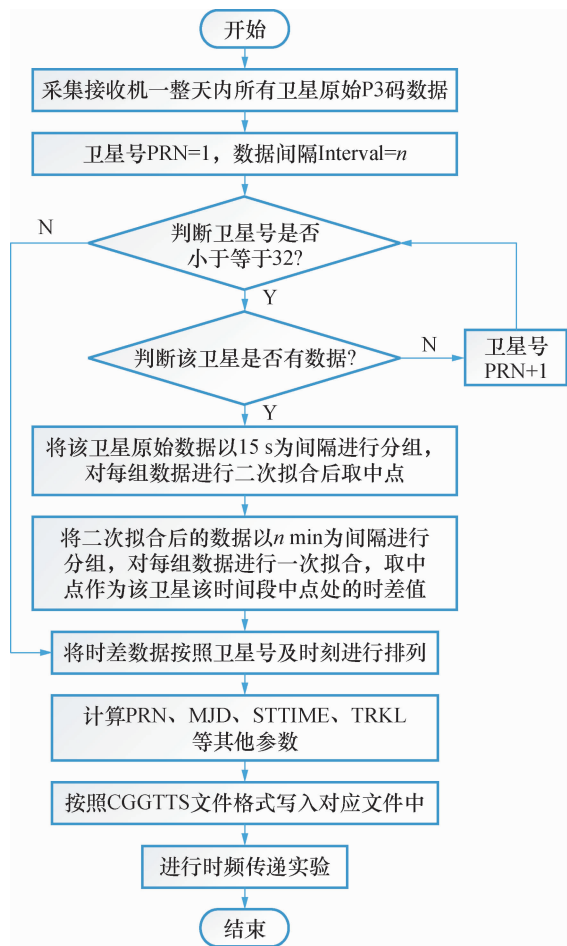 开始
采集接收机一整天内所有卫星原始P3码数据
卫星号PRN=1，数据间隔Interval=n
N
判断卫星号是否
小于等于32?
Y
判断该卫星是否有数据?
N
卫星号
PRN+1
Y
将该卫星原始数据以15 s为间隔进行分组，
对每组数据进行二次拟合后取中点
将二次拟合后的数据以n min为间隔进行
分组，对每组数据进行一次拟合，取中
点作为该卫星该时间段中点处的时差值
将时差数据按照卫星号及时刻进行排列
计算PRN、MJD、STTIME、TRKL
等其他参数
按照CGGTTS文件格式写入对应文件中
进行时频传递实验
结束